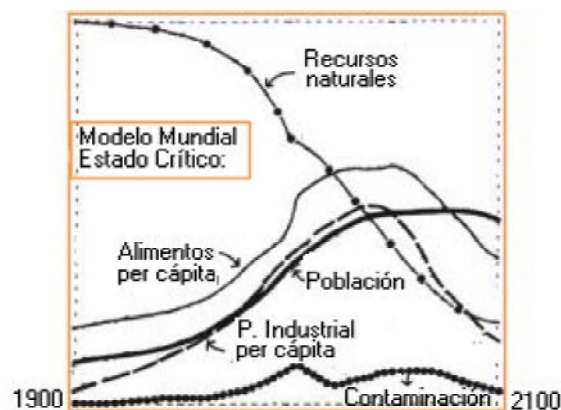 Recursos
naturales
Modelo Mundial
Estado Crítico:
Alimentos
per cápita
Población
P. Industrial
per cápita
Contaminación
1900
2100